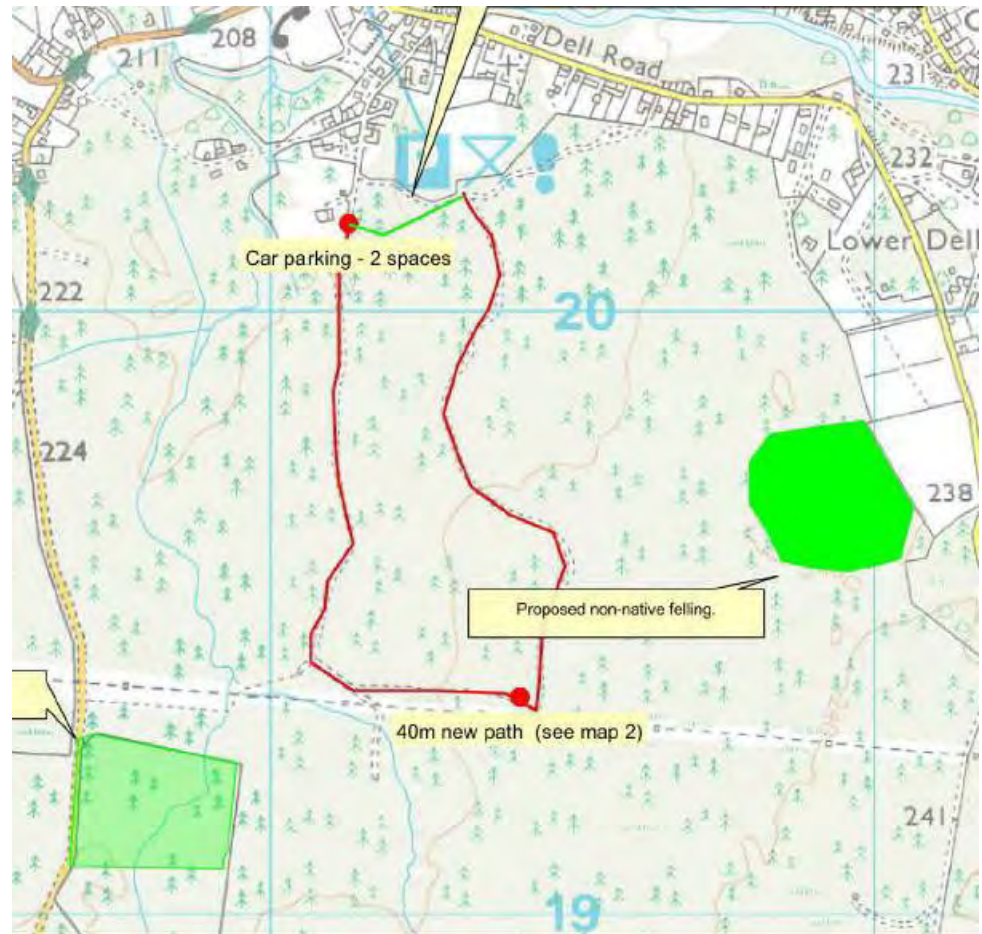 208
211
Dell Road
231
232
Lower Dell
Car parking - 2 spaces
222
20
224
238
Proposed non-native felling.
40m new path (see map 2)
241
19